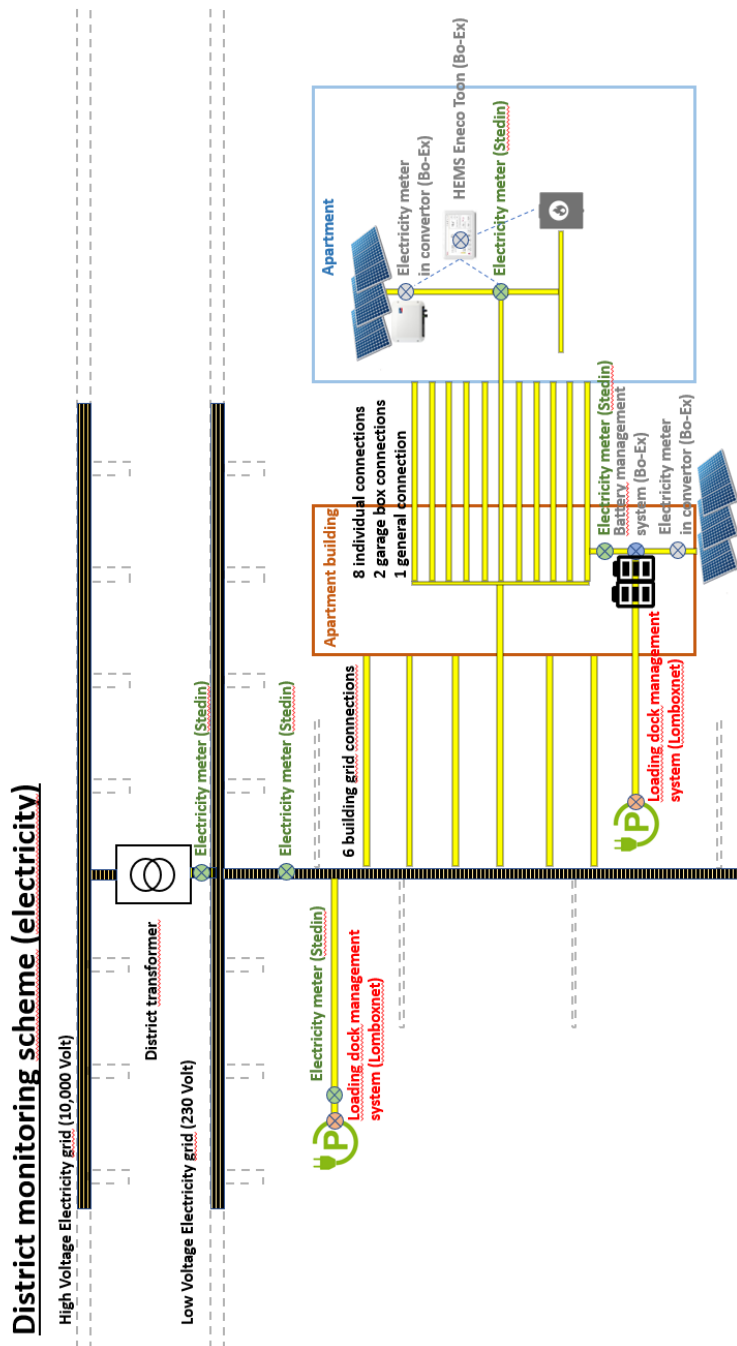 District monitoring scheme (electricity)
High Voltage Electricity grid (10,000 Volt)
District transformer
Electricity meter (Stedin)
Low Voltage Electricity grid (230 Volt)
Electricity meter (Stedin)
Electricity meter (Stedin)
Loading dock management
system (Lomboxnet)
P
6 building grid connections
Apartment building
8 individual connections
2 garage box connections
1 general connection
Apartment
Electricity meter
in convertor (Bo-Ex)
HEMS Eneco Toon (Bo-Ex)
Electricity meter (Stedin)
Electricity meter (Stedin)
Battery management
system (Bo-Ex)
Electricity meter
in convertor (Bo-Ex)
P
Loading dock management
system (Lomboxnet)